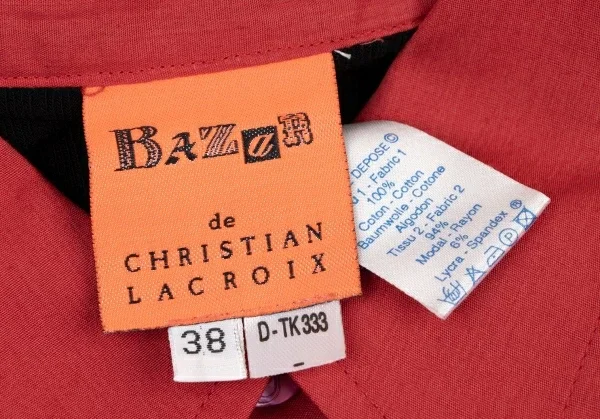 BAZaR
de
CHRISTIAN
LACROIX
38
D-TK333
DEPOSE ©
1 - Fabric 1
100%
Coton - Cotton
Baumwolle - Cotone
Algodon
Tissu 2 - Fabric 2
94%
Modal - Rayon
6%
Lycra - Spandex ®